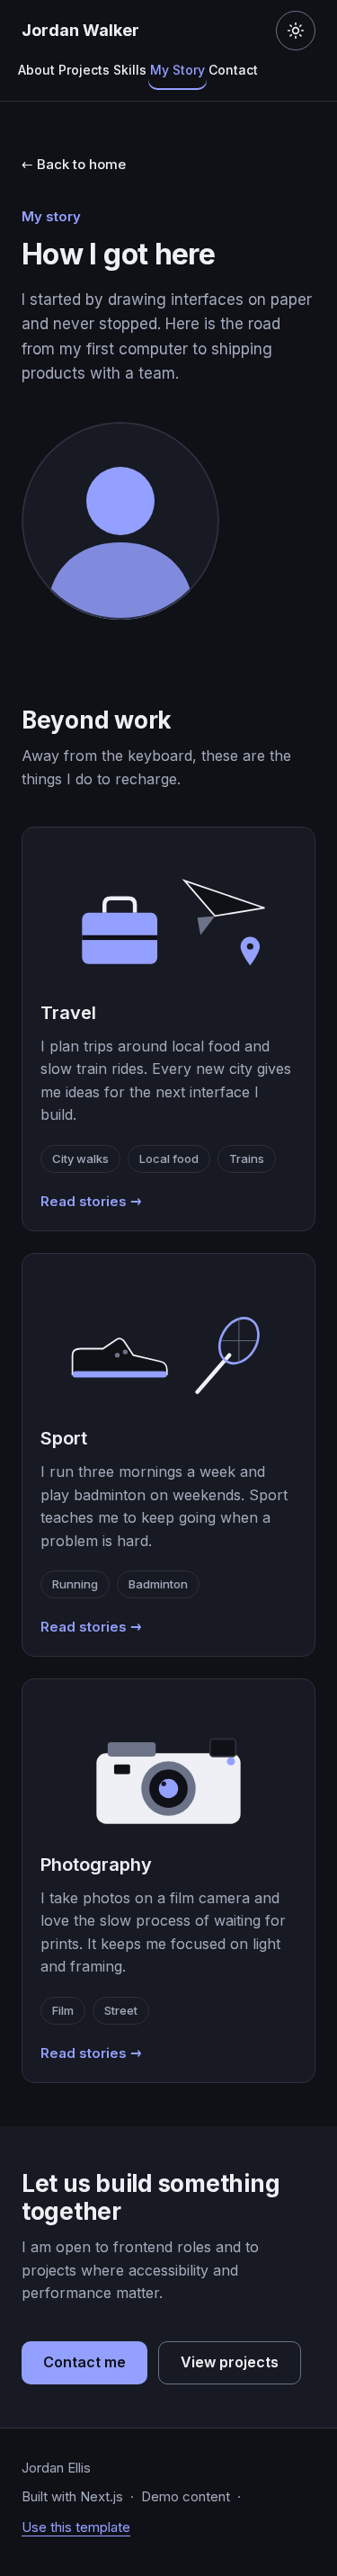 Jordan Walker
About Projects Skills My Story Contact
← Back to home
My story
How I got here
I started by drawing interfaces on paper
and never stopped. Here is the road
from my first computer to shipping
products with a team.
Beyond work
Away from the keyboard, these are the
things I do to recharge.
Travel
I plan trips around local food and
slow train rides. Every new city gives
me ideas for the next interface I
build.
City walks Local food Trains
Read stories →
Sport
I run three mornings a week and
play badminton on weekends. Sport
teaches me to keep going when a
problem is hard.
Running Badminton
Read stories →
Photography
I take photos on a film camera and
love the slow process of waiting for
prints. It keeps me focused on light
and framing.
Film Street
Read stories →
Let us build something
together
I am open to frontend roles and to
projects where accessibility and
performance matter.
Contact me View projects
Jordan Ellis
Built with Next.js · Demo content ·
Use this template